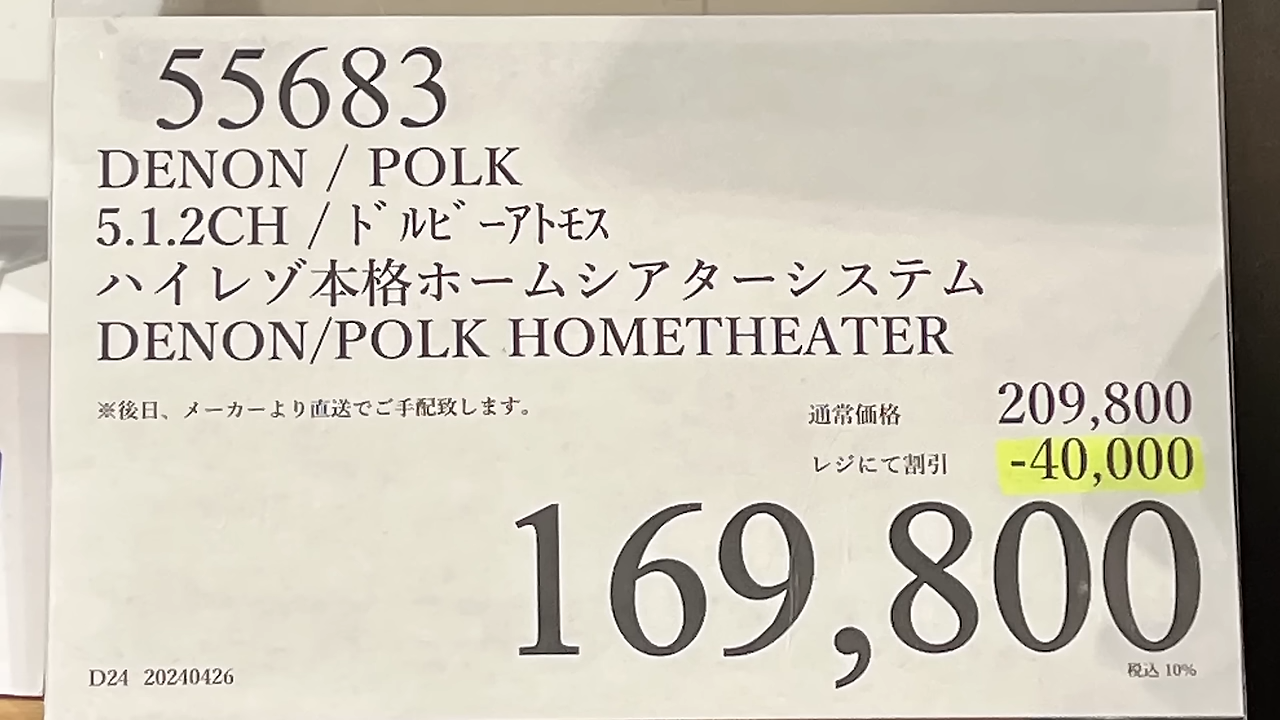 55683
DENON / POLK
5.1.2CH / ﾄﾞﾙﾋﾞｰｱﾄﾓｽ
ハイレゾ本格ホームシアターシステム
DENON/POLK HOMETHEATER
※後日、メーカーより直送でご手配致します。
通常価格 209,800
レジにて割引 -40,000
169,800
税込 10%
D24 20240426